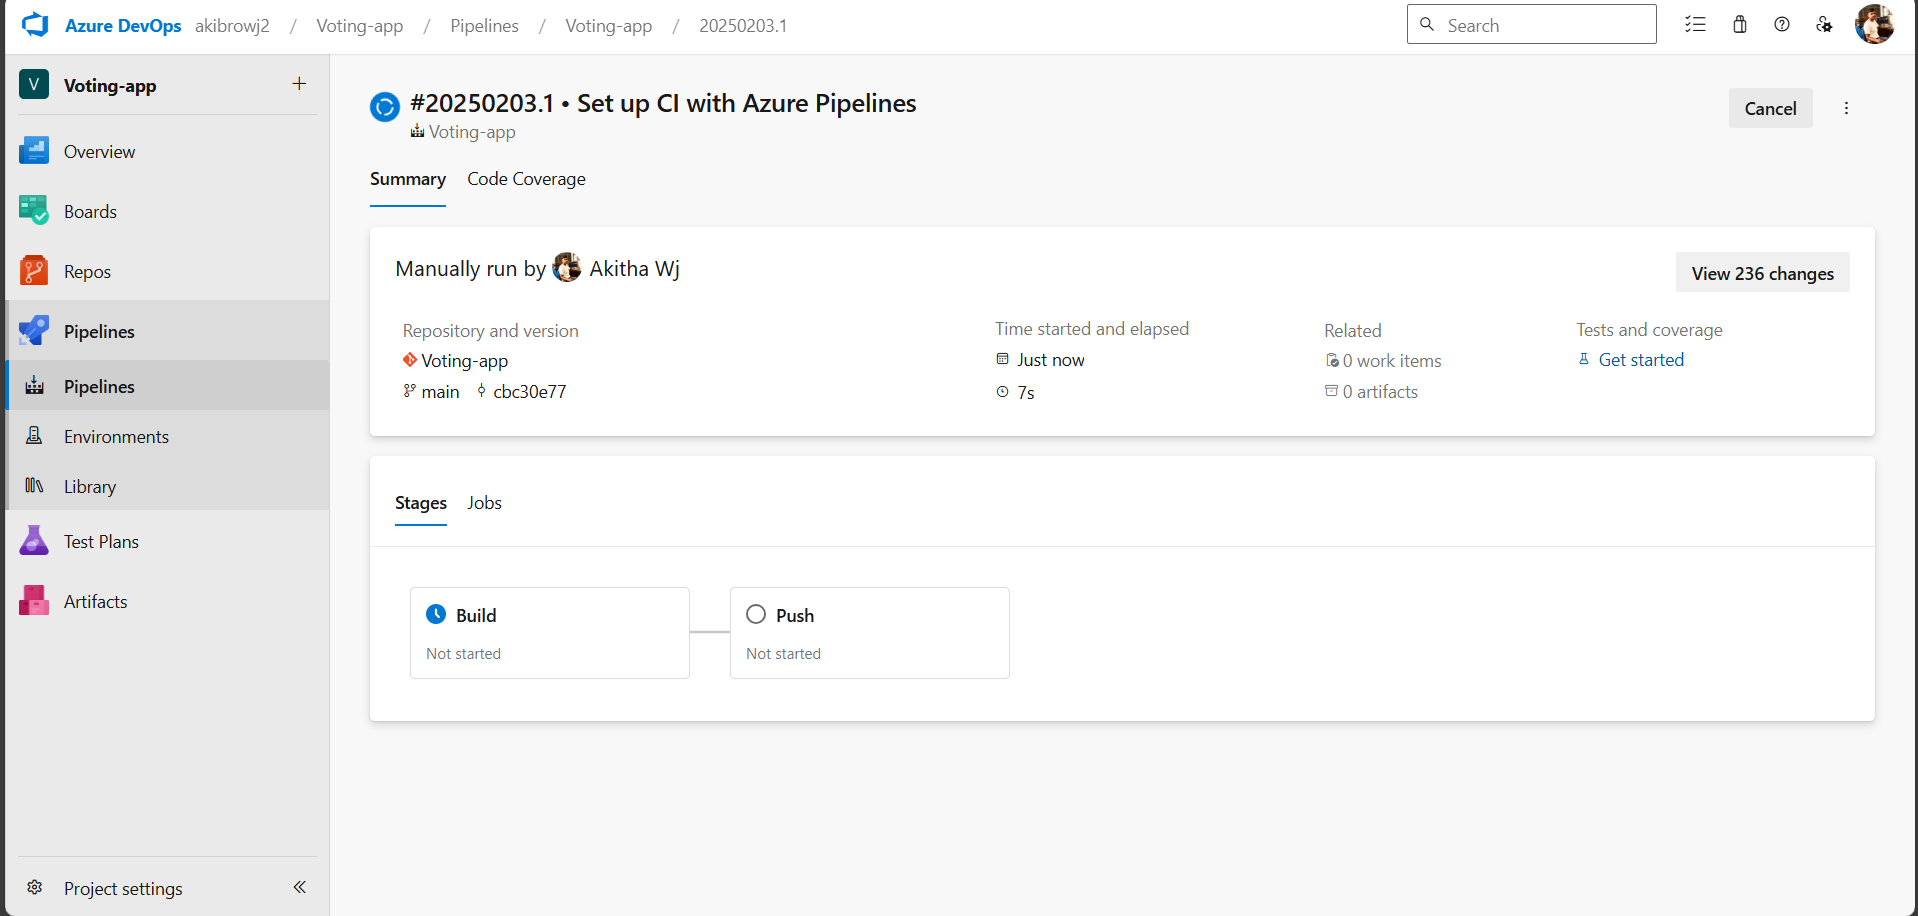 Azure DevOps akibrowj2 / Voting-app / Pipelines / Voting-app / 20250203.1
Search
V Voting-app
Overview
Boards
Repos
Pipelines
Pipelines
Environments
Library
Test Plans
Artifacts
Project settings
#20250203.1 • Set up CI with Azure Pipelines
Voting-app
Cancel
Summary Code Coverage
Manually run by Akitha Wj
View 236 changes
Repository and version
Voting-app
main cbc30e77
Time started and elapsed
Just now
7s
Related
0 work items
0 artifacts
Tests and coverage
Get started
Stages Jobs
Build
Not started
Push
Not started